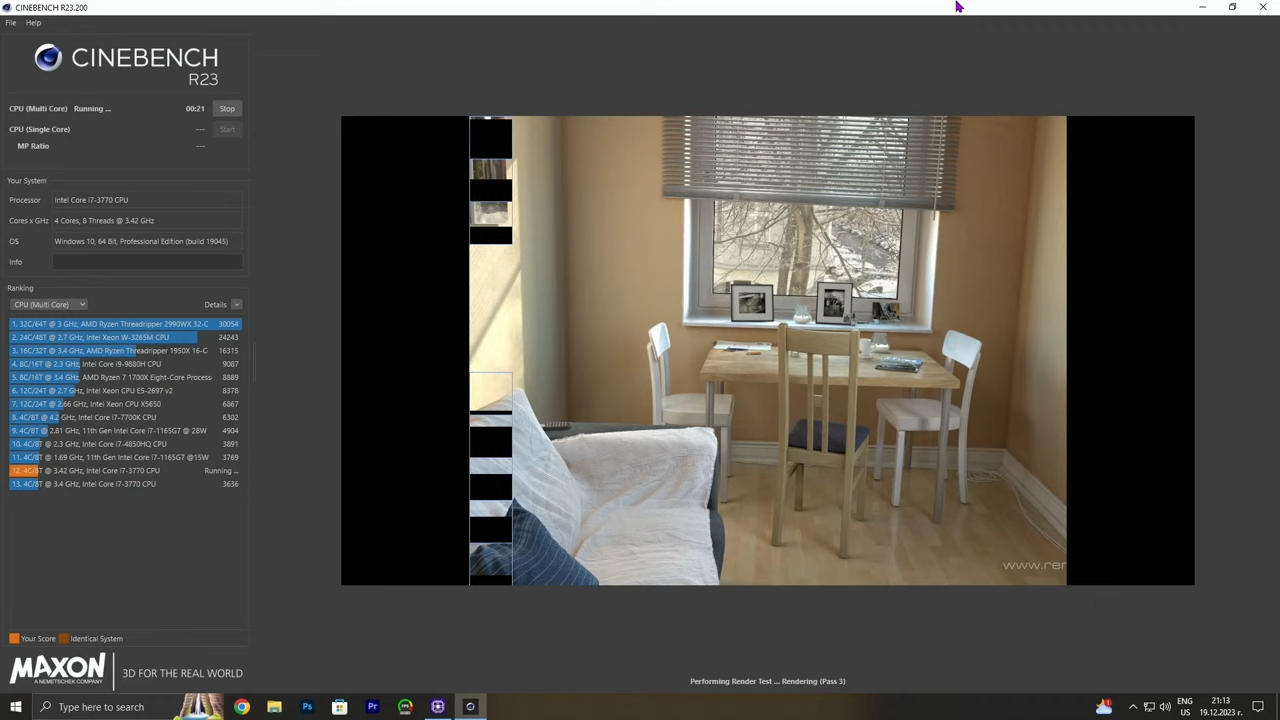 CINEBENCH R23.200
File Help
CINEBENCH
R23
CPU (Multi Core) Running ... 00:21 Stop
CPU (Single Core) --- Start
MP Ratio ---
Your System
Processor Intel Core i7-3770 CPU
Cores x GHz 4 Cores, 8 Threads @ 3.42 GHz
OS Windows 10, 64 Bit, Professional Edition (build 19045)
Info
Ranking
CPU (Multi Core) Details
1. 32C/64T @ 3 GHz, AMD Ryzen Threadripper 2990WX 32-C 30054
2. 24C/48T @ 2.7 GHz, Intel Xeon W-3265M CPU 24243
3. 16C/32T @ 3.4 GHz, AMD Ryzen Threadripper 1950X 16-C 16315
4. 8C/16T @ 2.3 GHz, Intel Core i9-9880H CPU 9087
5. 8C/16T @ 3.4 GHz, AMD Ryzen 7 1700X Eight-Core Process 8889
6. 12C/24T @ 2.7 GHz, Intel Xeon CPU E5-2697 v2 8378
7. 12C/24T @ 2.66 GHz, Intel Xeon CPU X5650 6867
8. 4C/8T @ 4.2 GHz, Intel Core i7-7700K CPU 6302
9. 4C/8T @ 2.81 GHz, 11th Gen Intel Core i7-1165G7 @ 28W 4904
10. 4C/8T @ 2.3 GHz, Intel Core i7-4850HQ CPU 3891
11. 4C/8T @ 1.69 GHz, 11th Gen Intel Core i7-1165G7 @15W 3769
12. 4C/8T @ 3.42 GHz, Intel Core i7-3770 CPU Running ...
13. 4C/8T @ 3.4 GHz, Intel Core i7-3770 CPU 3636
www.ren
Your Score Identical System
MAXON
A NEMETSCHEK COMPANY
3D FOR THE REAL WORLD
Performing Render Test ... Rendering (Pass 3)
Type here to search
Ps
Pr
ENG
US
21:13
19.12.2023 г.